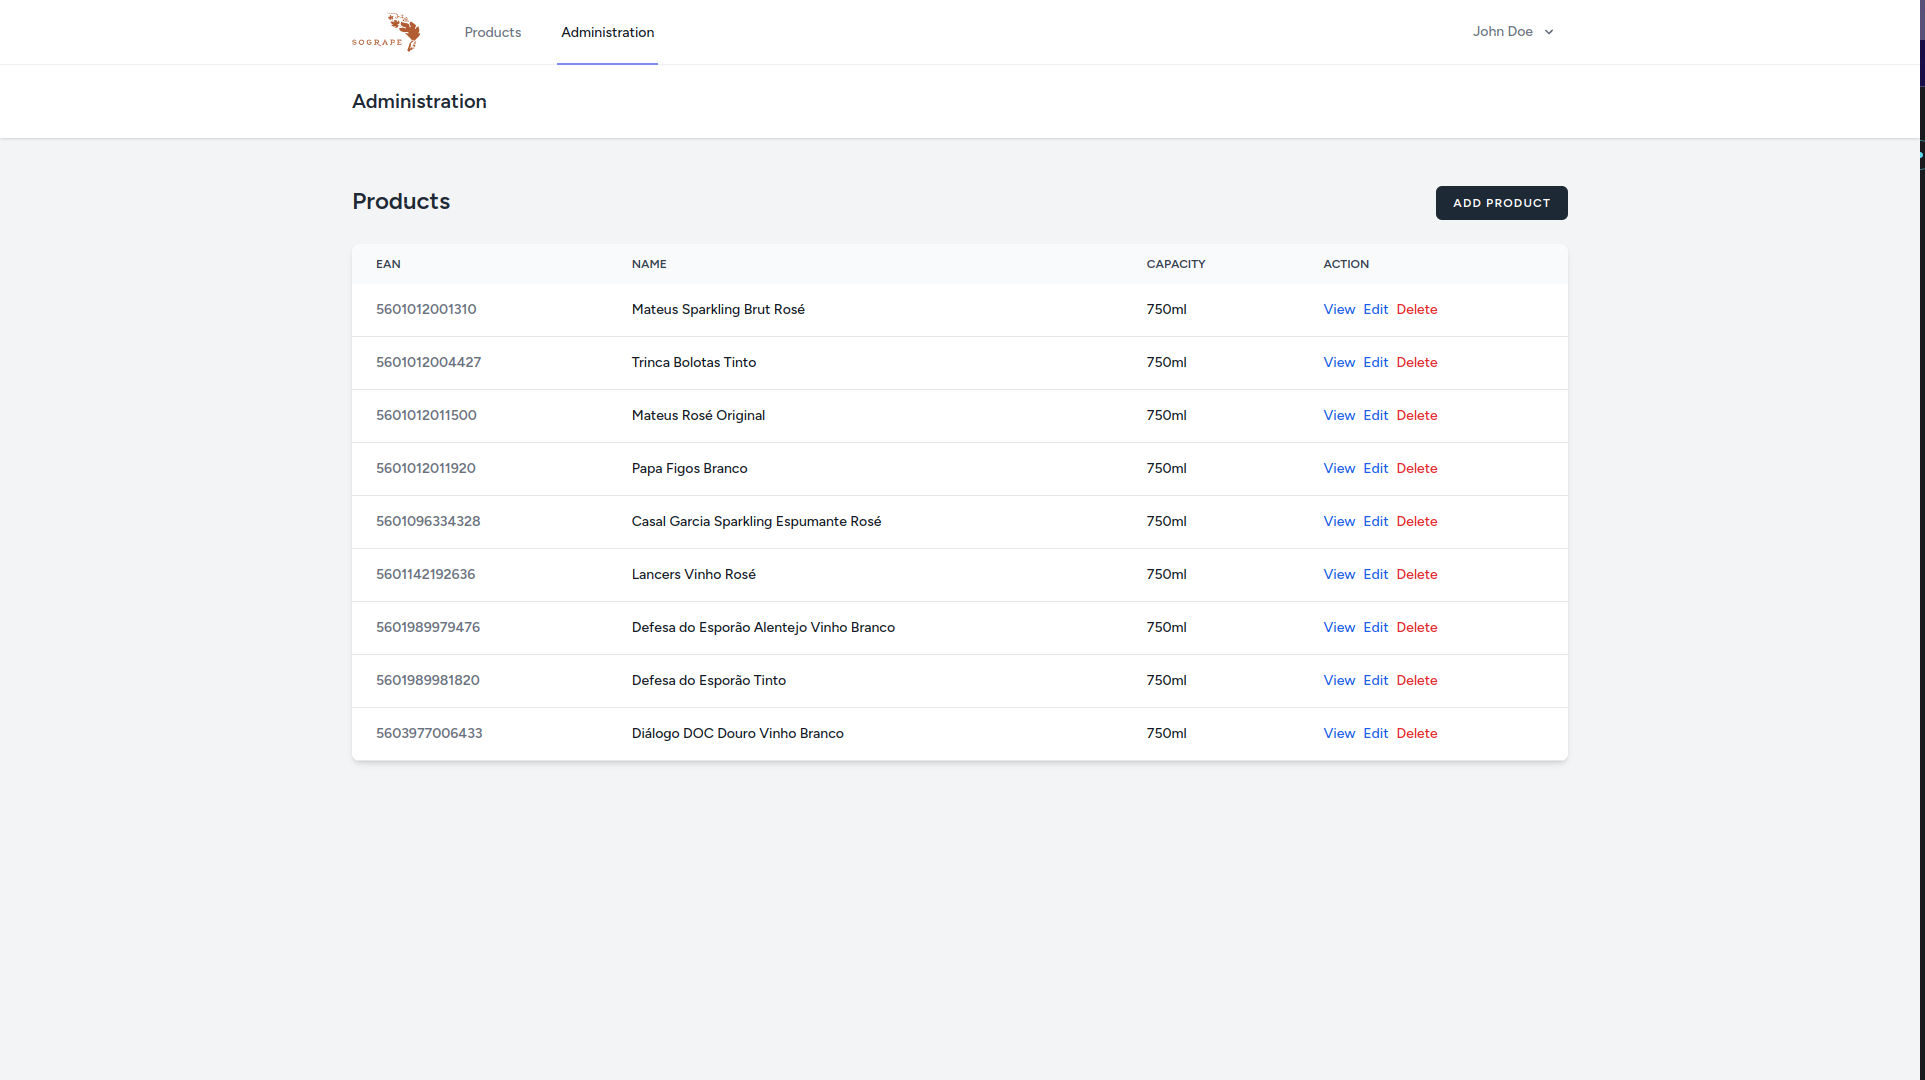 SOGRAPE Products Administration John Doe
Administration
Products ADD PRODUCT
EAN NAME CAPACITY ACTION
5601012001310 Mateus Sparkling Brut Rosé 750ml View Edit Delete
5601012004427 Trinca Bolotas Tinto 750ml View Edit Delete
5601012011500 Mateus Rosé Original 750ml View Edit Delete
5601012011920 Papa Figos Branco 750ml View Edit Delete
5601096334328 Casal Garcia Sparkling Espumante Rosé 750ml View Edit Delete
5601142192636 Lancers Vinho Rosé 750ml View Edit Delete
5601989979476 Defesa do Esporão Alentejo Vinho Branco 750ml View Edit Delete
5601989981820 Defesa do Esporão Tinto 750ml View Edit Delete
5603977006433 Diálogo DOC Douro Vinho Branco 750ml View Edit Delete